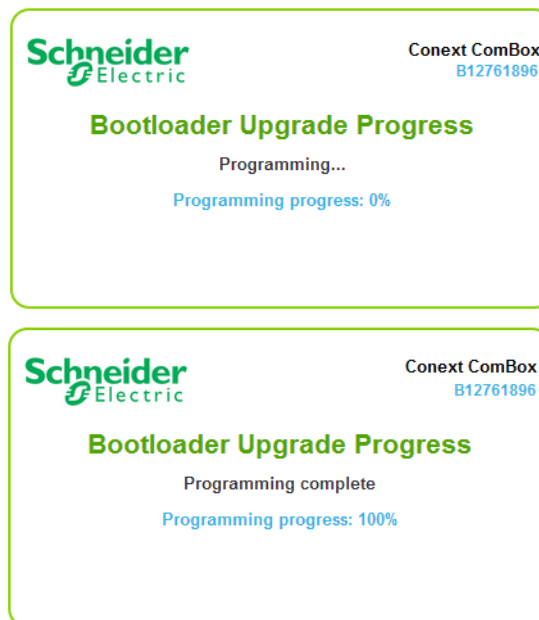 Schneider
Electric
Conext ComBox
B12761896
Bootloader Upgrade Progress
Programming...
Programming progress: 0%
Schneider
Electric
Conext ComBox
B12761896
Bootloader Upgrade Progress
Programming complete
Programming progress: 100%